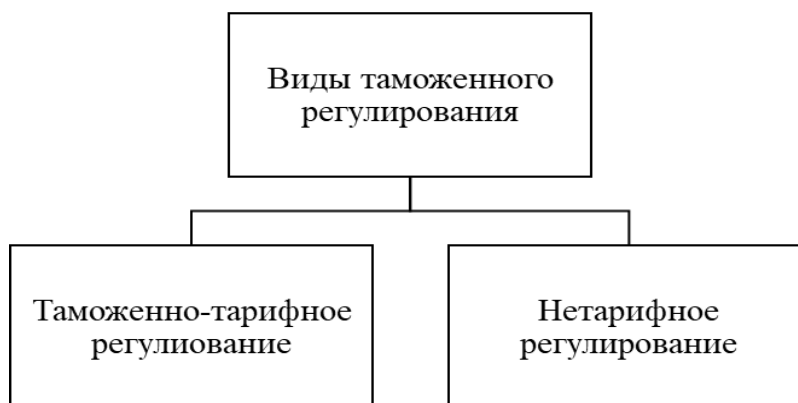 Виды таможенного
регулирования
Таможенно-тарифное
регулиование
Нетарифное
регулирование